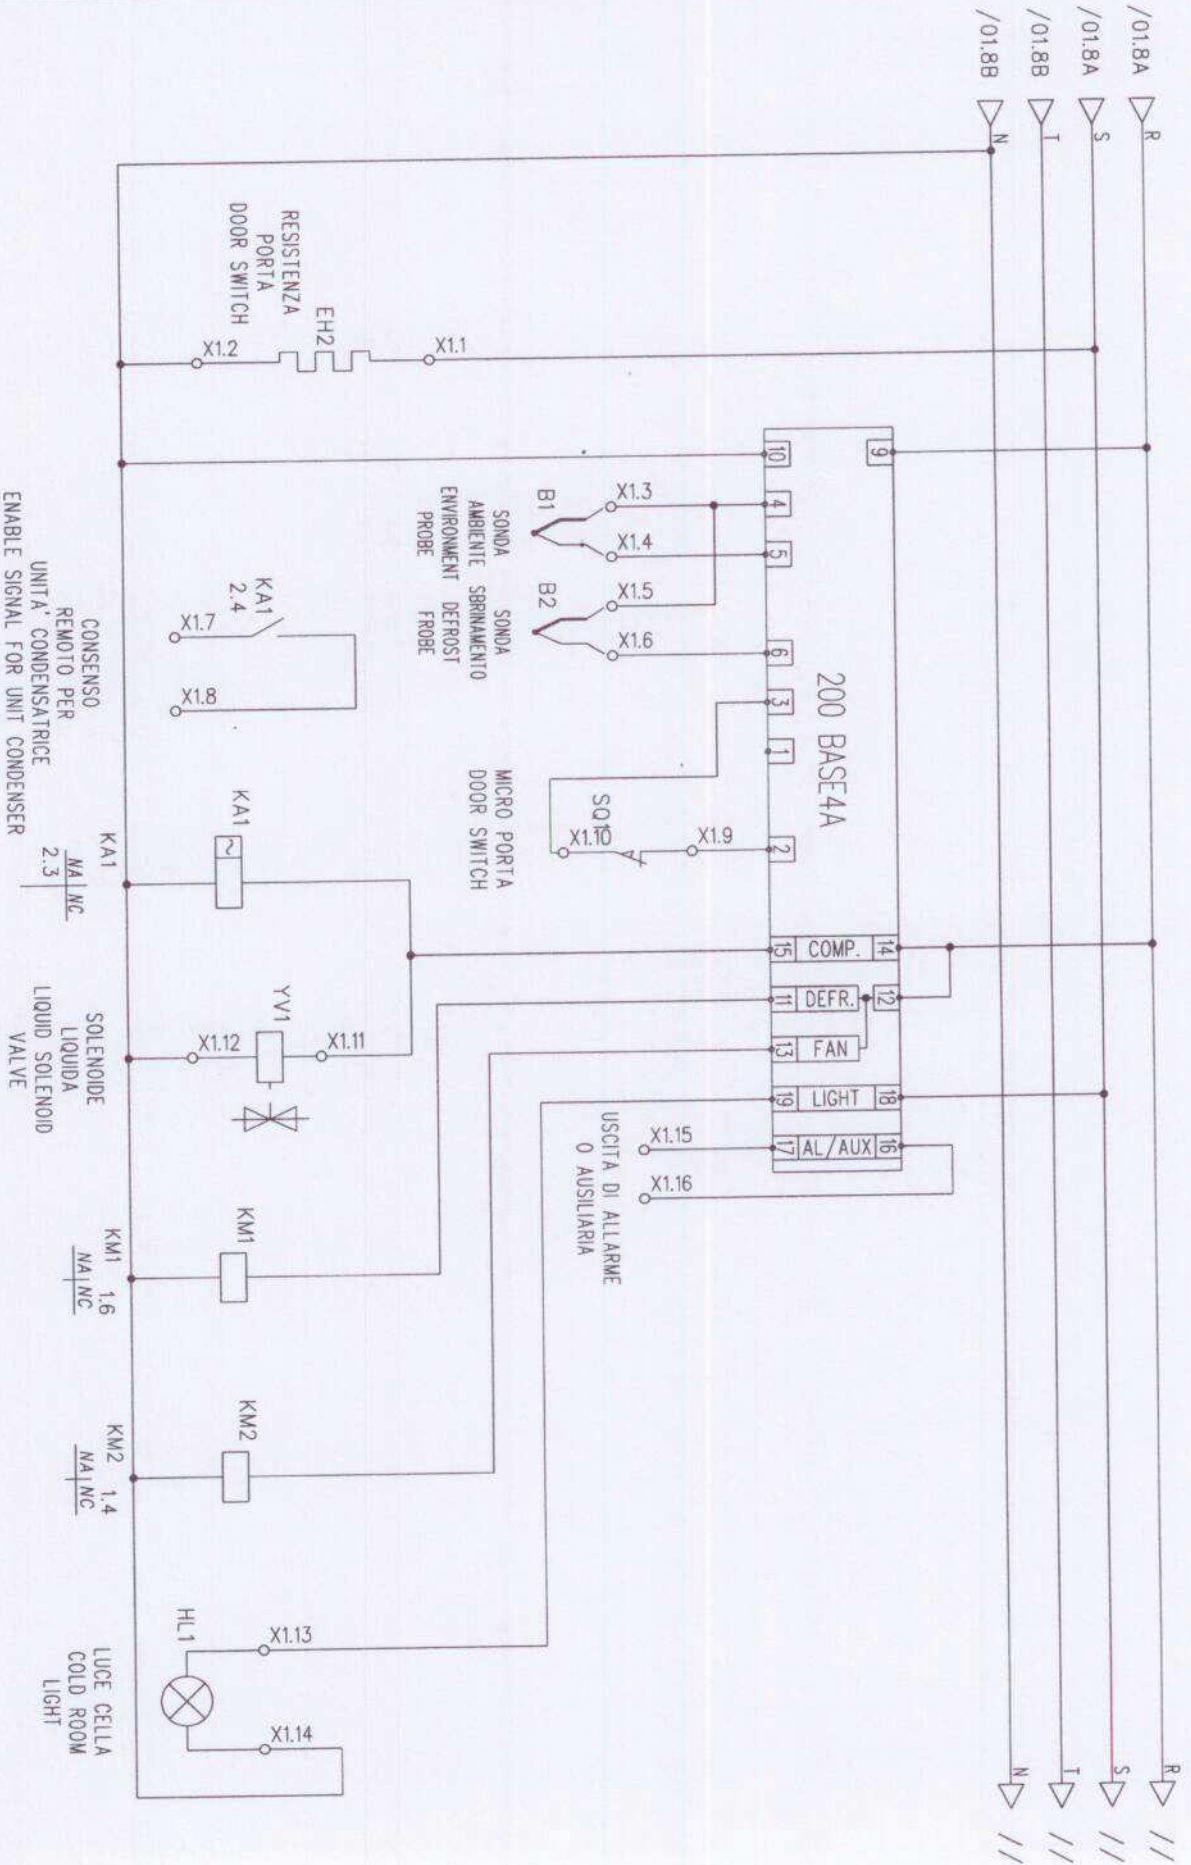 /01.8A
R
R
//
/01.8A
S
S
//
/01.8B
T
T
//
/01.8B
N
N
//
9
14
12
18
16
200 BASE4A
COMP.
DEFR.
FAN
LIGHT
AL/AUX
10
4
5
6
3
1
2
15
11
13
19
17
X1.1
X1.3
X1.4
X1.5
X1.6
X1.9
X1.10
SQ1
X1.15
X1.16
B1
B2
SONDA
AMBIENTE
ENVIRONMENT
PROBE
SONDA
SBRINAMENTO
DEFROST
FROBE
MICRO PORTA
DOOR SWITCH
USCITA DI ALLARME
O AUSILIARIA
EH2
RESISTENZA
PORTA
DOOR SWITCH
X1.2
KA1
2.4
X1.7
X1.8
KA1
YV1
X1.11
X1.12
KM1
KM2
HL1
X1.13
X1.14
CONSENSO
REMOTO PER
UNITA' CONDENSATRICE
ENABLE SIGNAL FOR UNIT CONDENSER
KA1
NA NC
2.3
SOLENOIDE
LIQUIDA
LIQUID SOLENOID
VALVE
KM1
1.6
NA NC
KM2
1.4
NA NC
LUCE CELLA
COLD ROOM
LIGHT